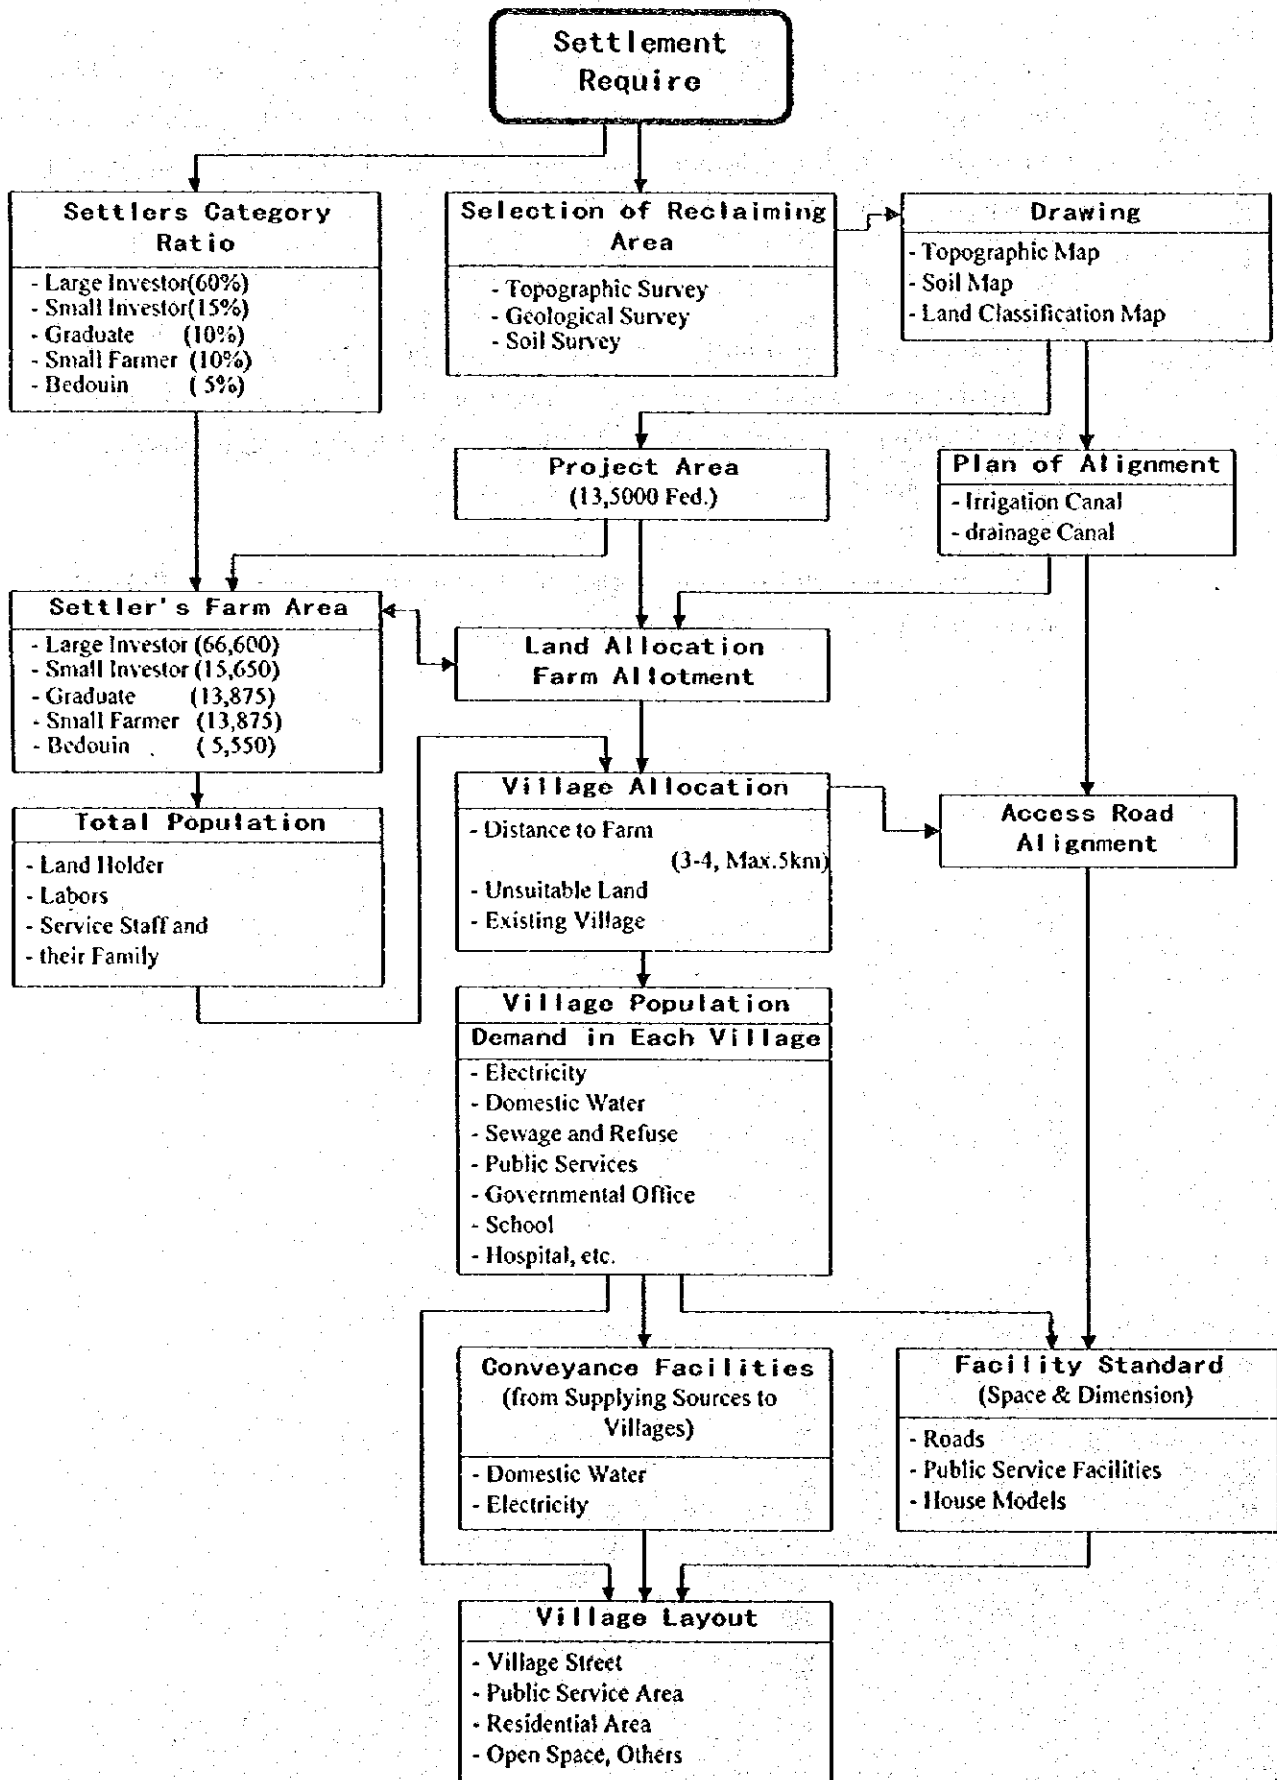 Settlement
Require
Settlers Category
Ratio
- Large Investor(60%)
- Small Investor(15%)
- Graduate (10%)
- Small Farmer (10%)
- Bedouin ( 5%)
Selection of Reclaiming
Area
- Topographic Survey
- Geological Survey
- Soil Survey
Drawing
- Topographic Map
- Soil Map
- Land Classification Map
Project Area
(13,5000 Fed.)
Plan of Alignment
- Irrigation Canal
- drainage Canal
Settler's Farm Area
- Large Investor (66,600)
- Small Investor (15,650)
- Graduate (13,875)
- Small Farmer (13,875)
- Bedouin ( 5,550)
Land Allocation
Farm Allotment
Total Population
- Land Holder
- Labors
- Service Staff and
- their Family
Village Allocation
- Distance to Farm
(3-4, Max.5km)
- Unsuitable Land
- Existing Village
Access Road
Alignment
Village Population
Demand in Each Village
- Electricity
- Domestic Water
- Sewage and Refuse
- Public Services
- Governmental Office
- School
- Hospital, etc.
Conveyance Facilities
(from Supplying Sources to
Villages)
- Domestic Water
- Electricity
Facility Standard
(Space & Dimension)
- Roads
- Public Service Facilities
- House Models
Village Layout
- Village Street
- Public Service Area
- Residential Area
- Open Space, Others